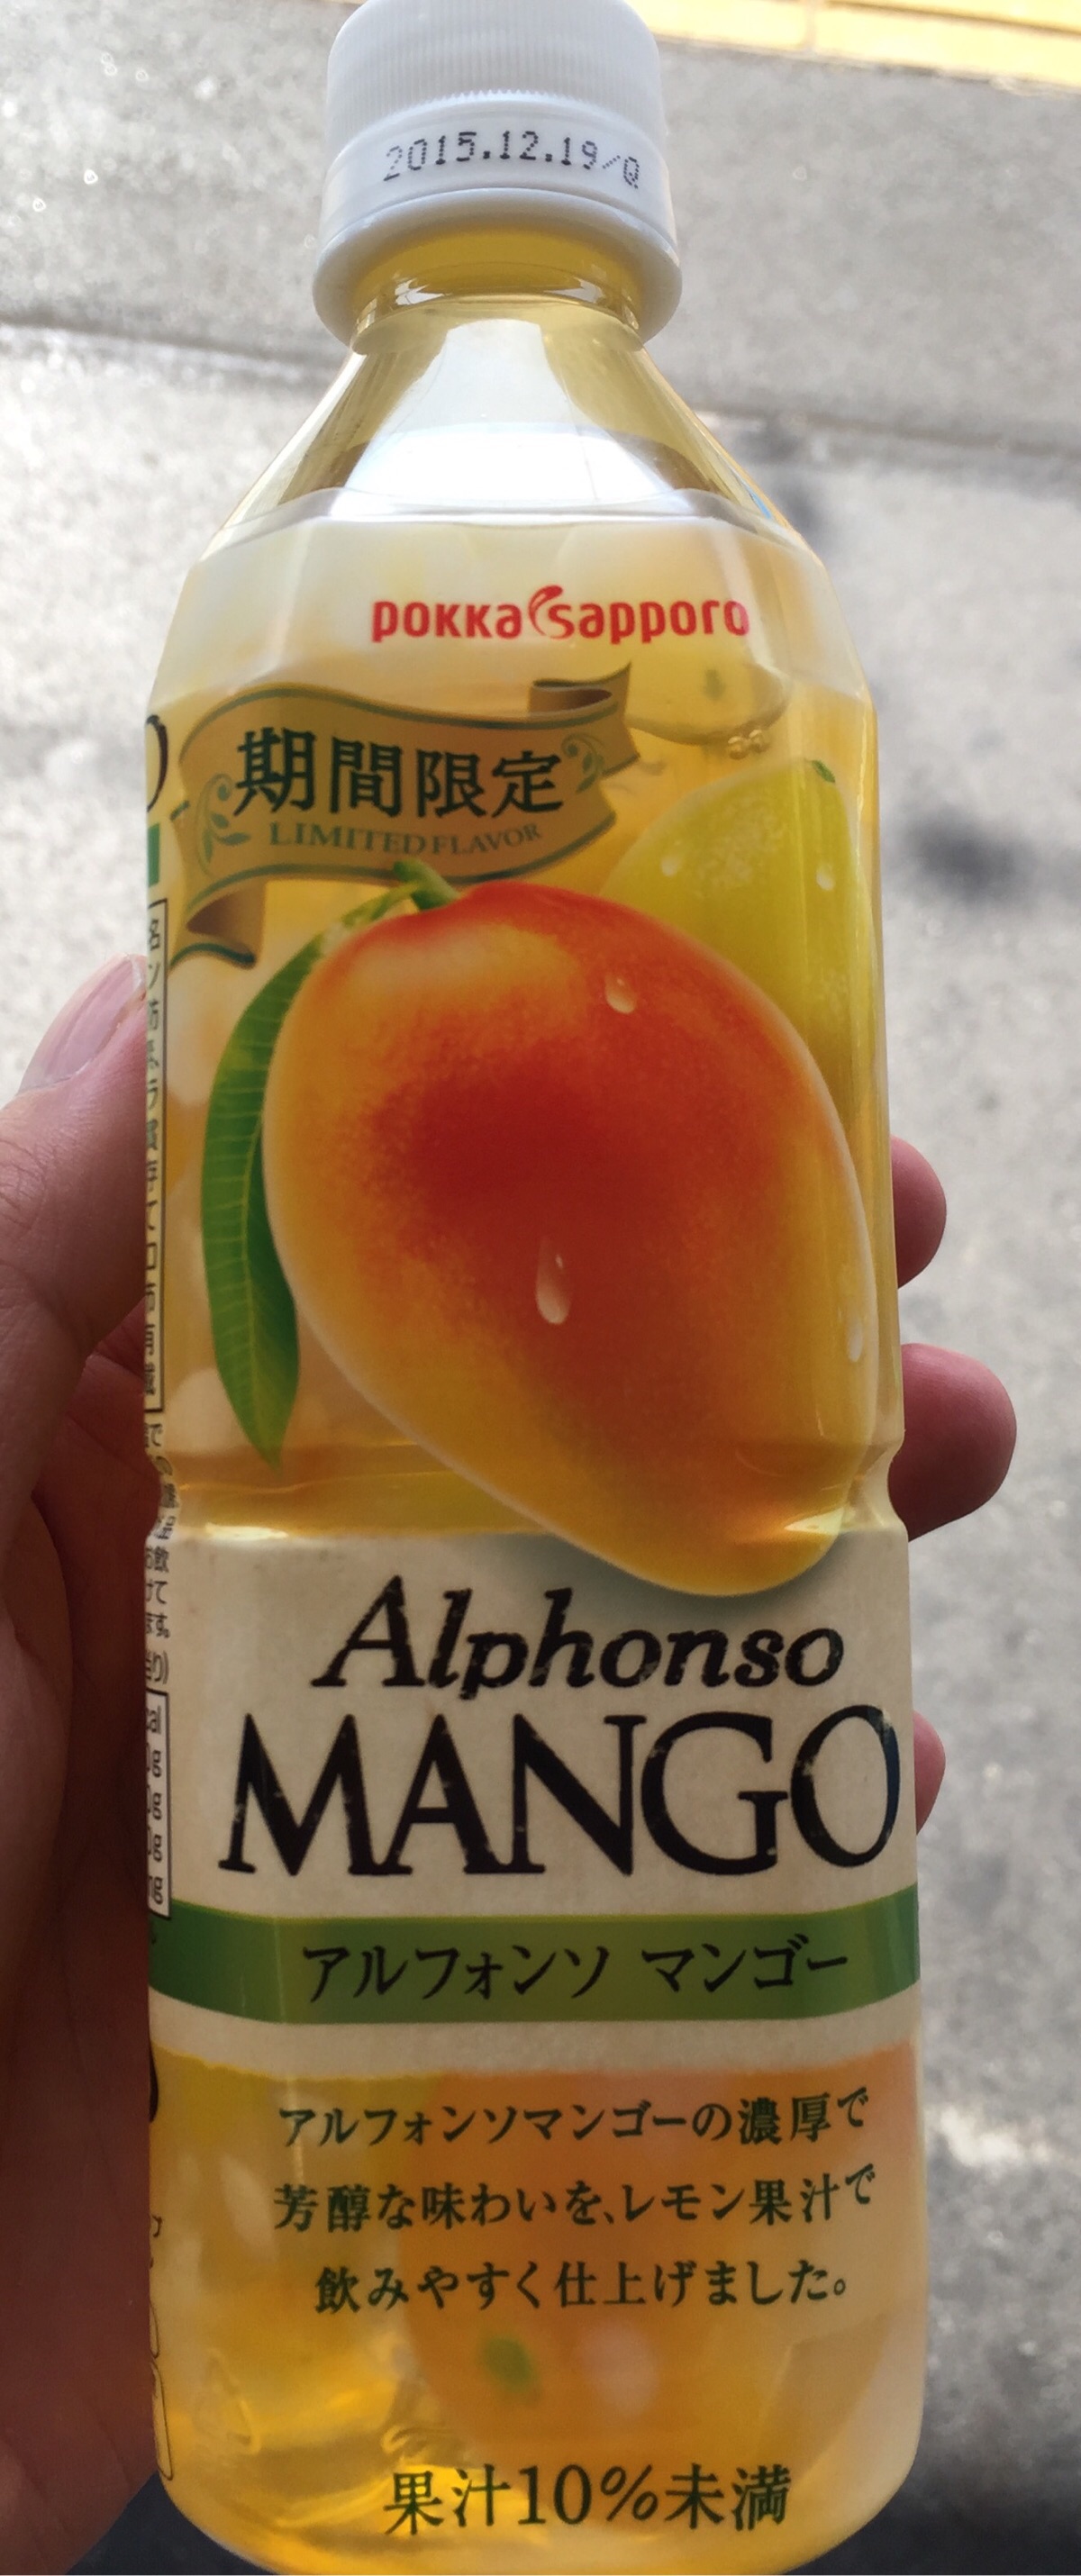 2015.12.19/Q
POKKA sapporo
期間限定
LIMITED FLAVOR
Alphonso
MANGO
アルフォンソ マンゴー
アルフォンソマンゴーの濃厚で
芳醇な味わいを、レモン果汁で
飲みやすく仕上げました。
果汁10%未満